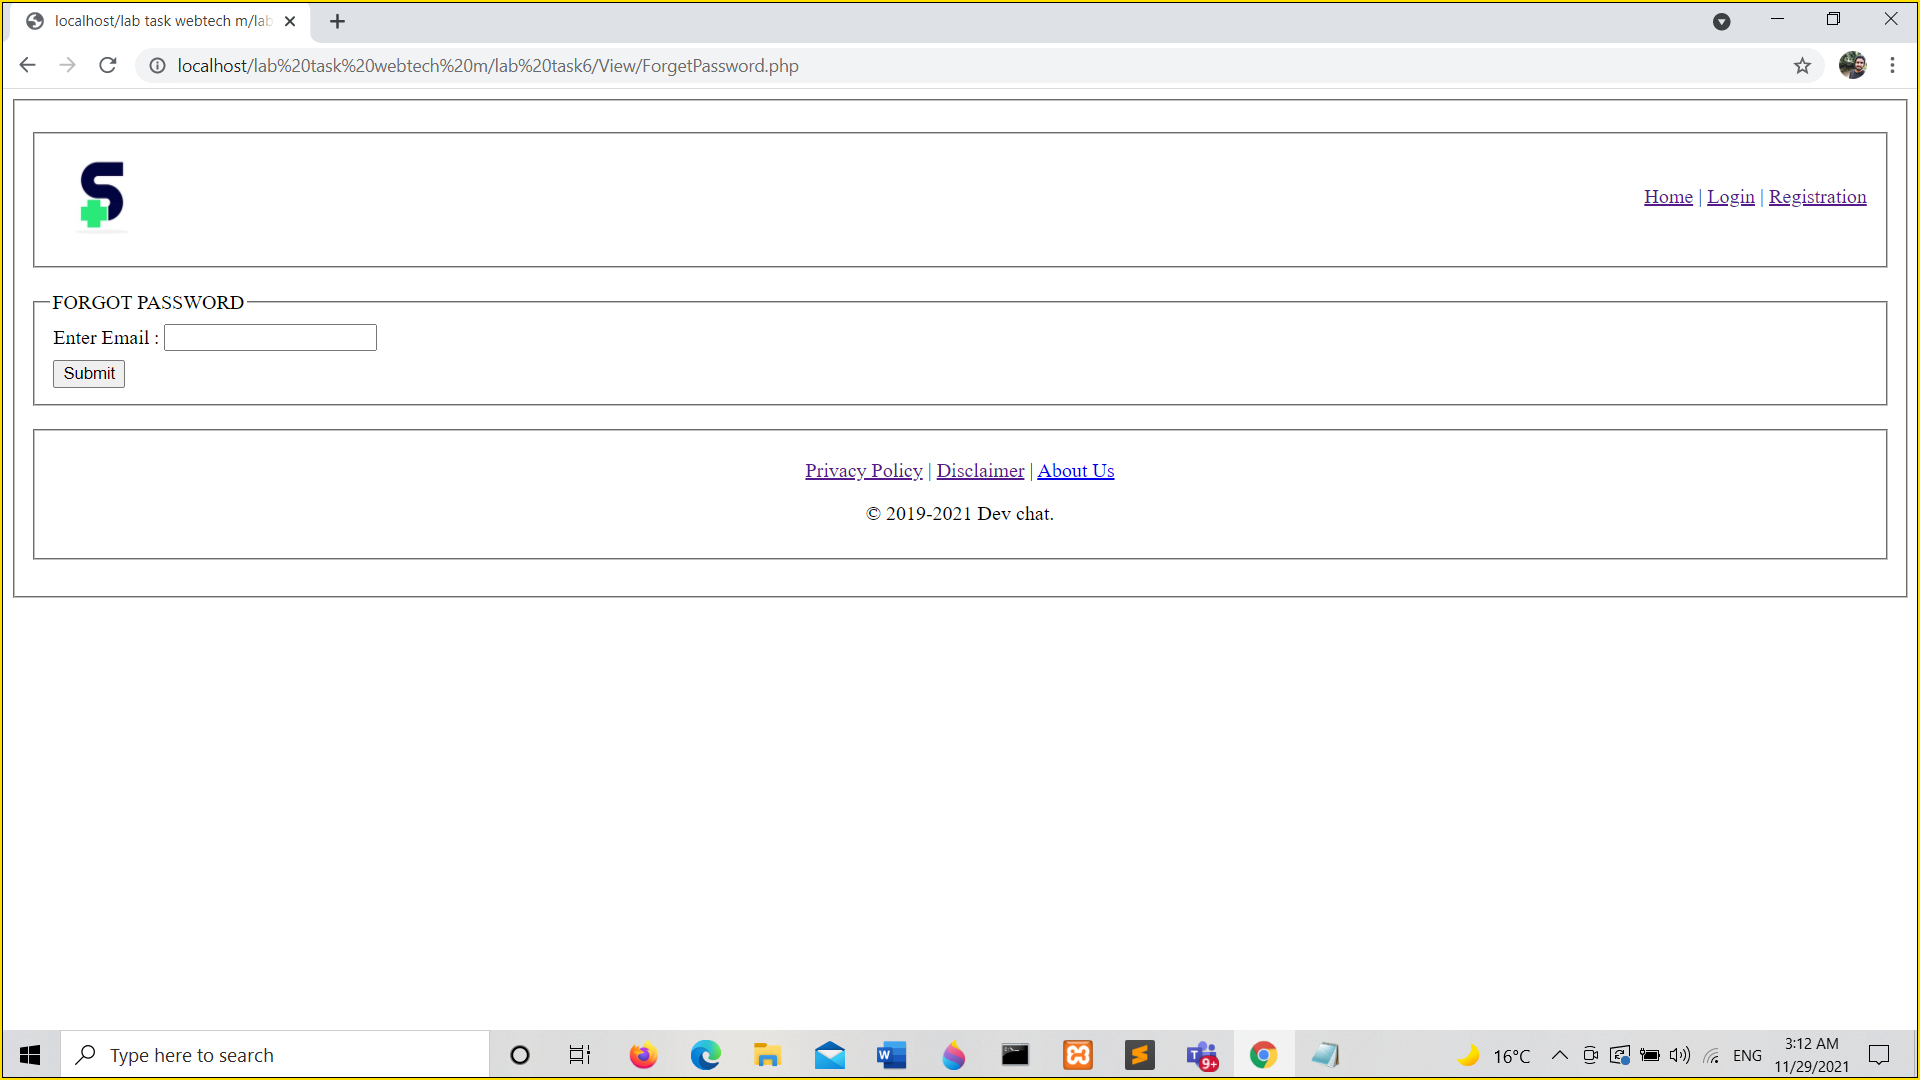 localhost/lab task webtech m/lab
localhost/lab%20task%20webtech%20m/lab%20task6/View/ForgetPassword.php
Home | Login | Registration
FORGOT PASSWORD
Enter Email :
Submit
Privacy Policy | Disclaimer | About Us
© 2019-2021 Dev chat.
Type here to search
9+
16°C
ENG
3:12 AM
11/29/2021